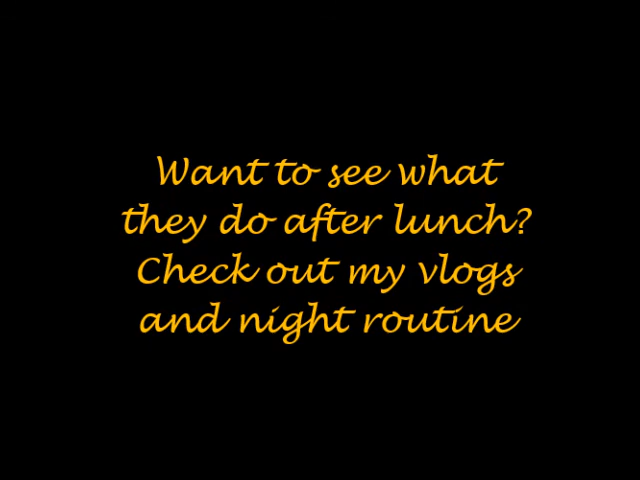 Want to see what
they do after lunch?
Check out my vlogs
and night routine